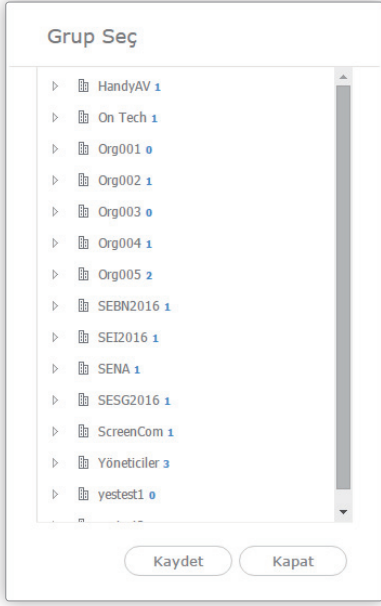 Grup Seç
HandyAV 1
On Tech 1
Org001 0
Org002 1
Org003 0
Org004 1
Org005 2
SEBN2016 1
SEI2016 1
SENA 1
SESG2016 1
ScreenCom 1
Yöneticiler 3
yestest1 0
Kaydet Kapat